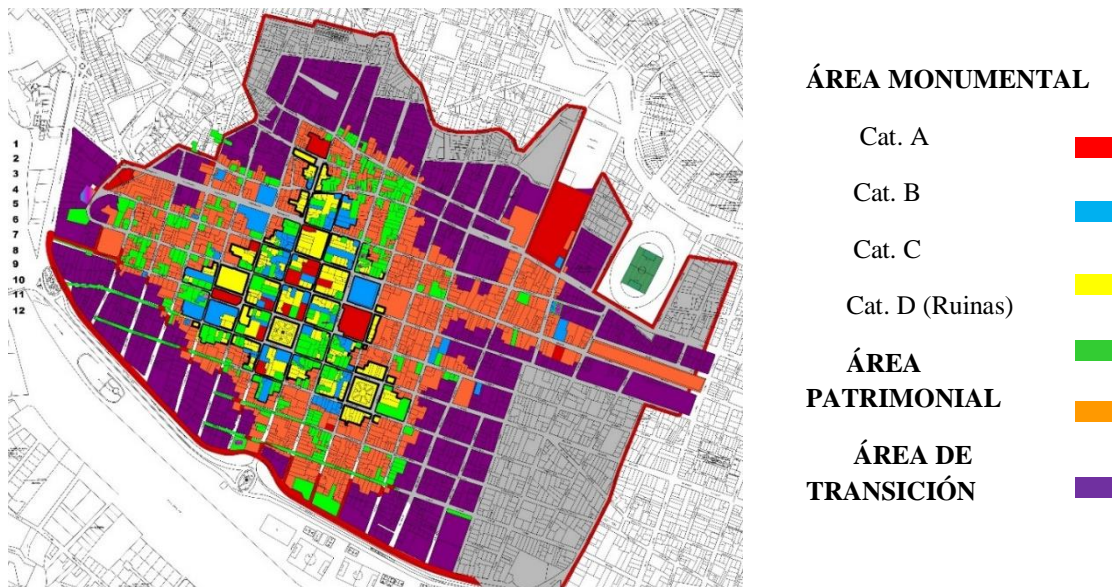 1
2
3
4
5
6
7
8
9
10
11
12
ÁREA MONUMENTAL
Cat. A
Cat. B
Cat. C
Cat. D (Ruinas)
ÁREA
PATRIMONIAL
ÁREA DE
TRANSICIÓN